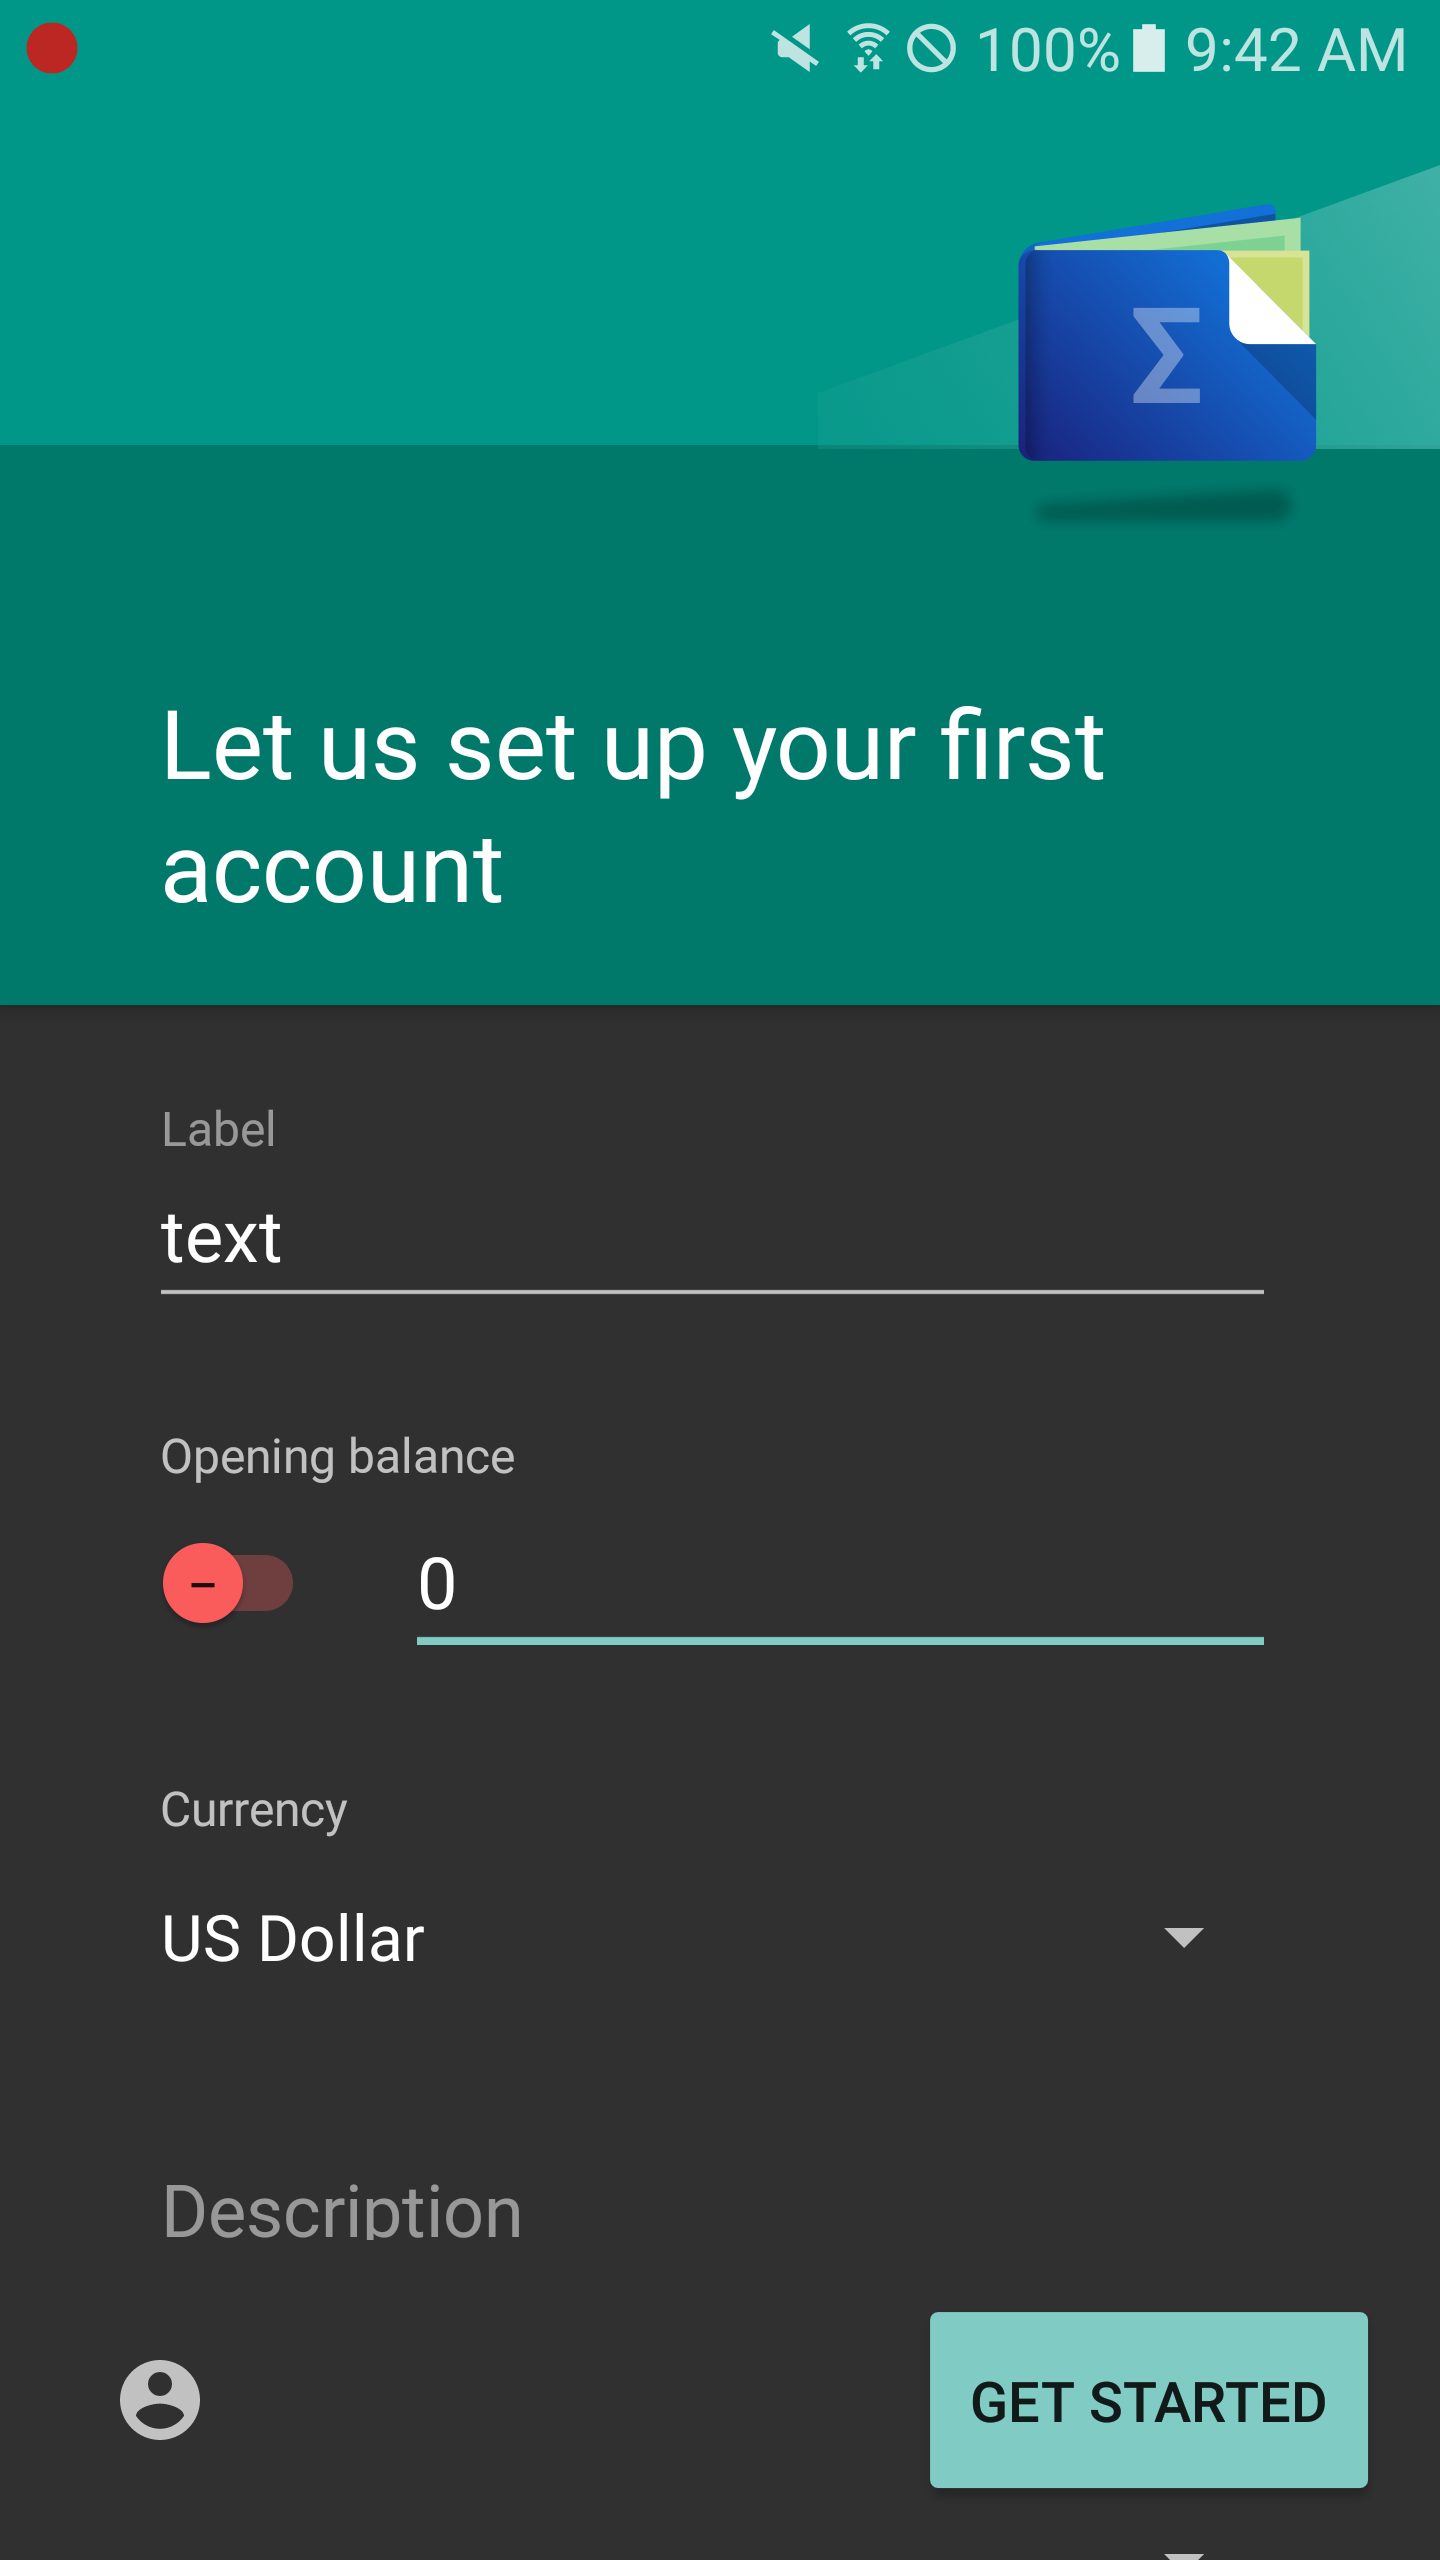 100% 9:42 AM
Σ
Let us set up your first
account
Label
text
Opening balance
0
Currency
US Dollar
Description
GET STARTED